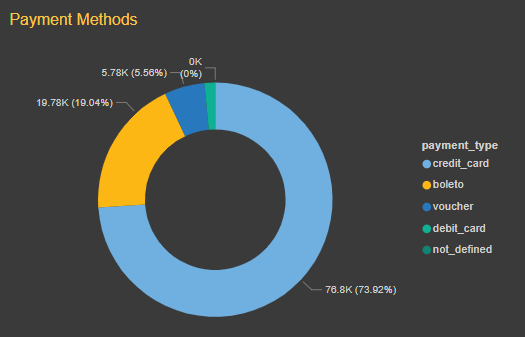 Payment Methods
0K
(0%)
5.78K (5.56%)
19.78K (19.04%)
76.8K (73.92%)
payment_type
credit_card
boleto
voucher
debit_card
not_defined